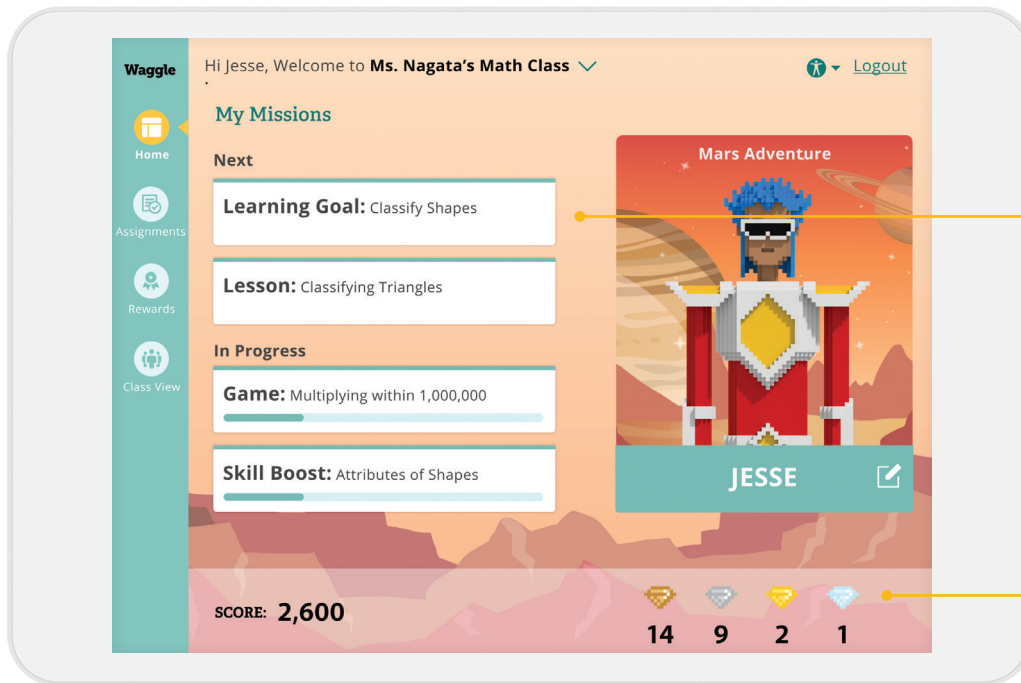 Waggle
Home
Assignments
Rewards
Class View
Hi Jesse, Welcome to Ms. Nagata's Math Class
Logout
My Missions
Next
Learning Goal: Classify Shapes
Lesson: Classifying Triangles
In Progress
Game: Multiplying within 1,000,000
Skill Boost: Attributes of Shapes
Mars Adventure
JESSE
SCORE: 2,600
14 9 2 1